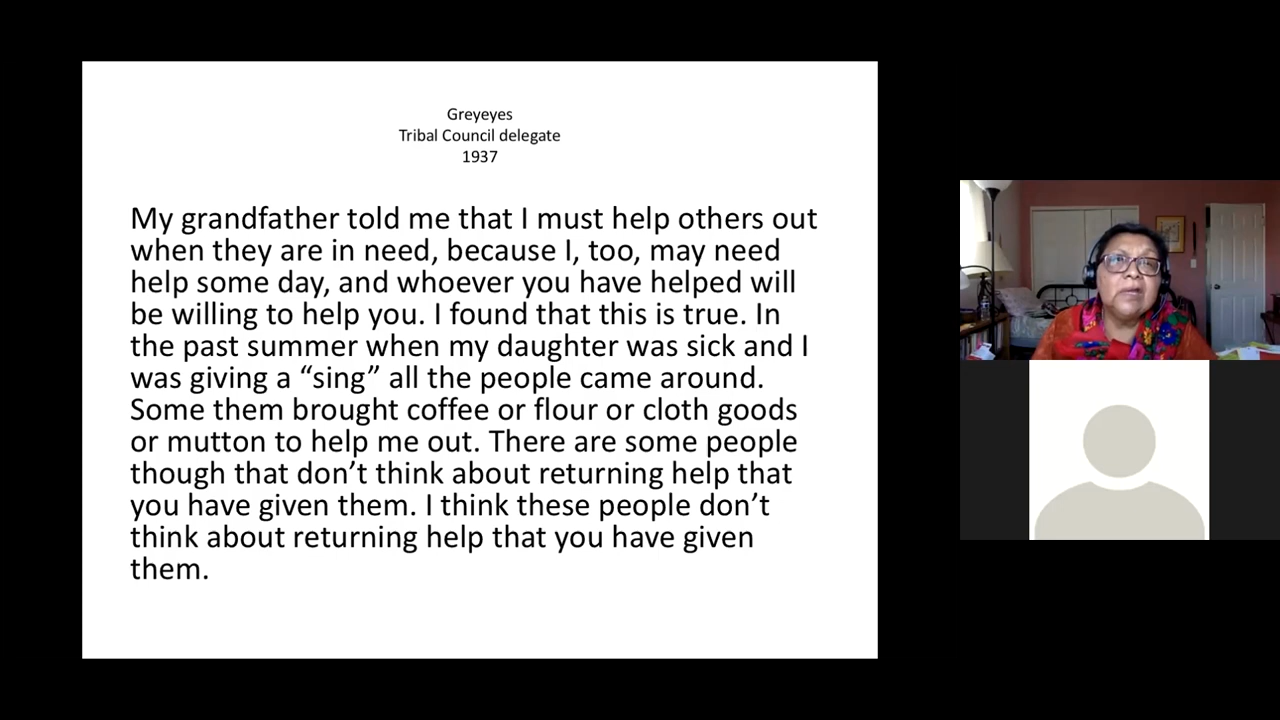 Greyeyes
Tribal Council delegate
1937
My grandfather told me that I must help others out
when they are in need, because I, too, may need
help some day, and whoever you have helped will
be willing to help you. I found that this is true. In
the past summer when my daughter was sick and I
was giving a “sing” all the people came around.
Some them brought coffee or flour or cloth goods
or mutton to help me out. There are some people
though that don’t think about returning help that
you have given them. I think these people don’t
think about returning help that you have given
them.